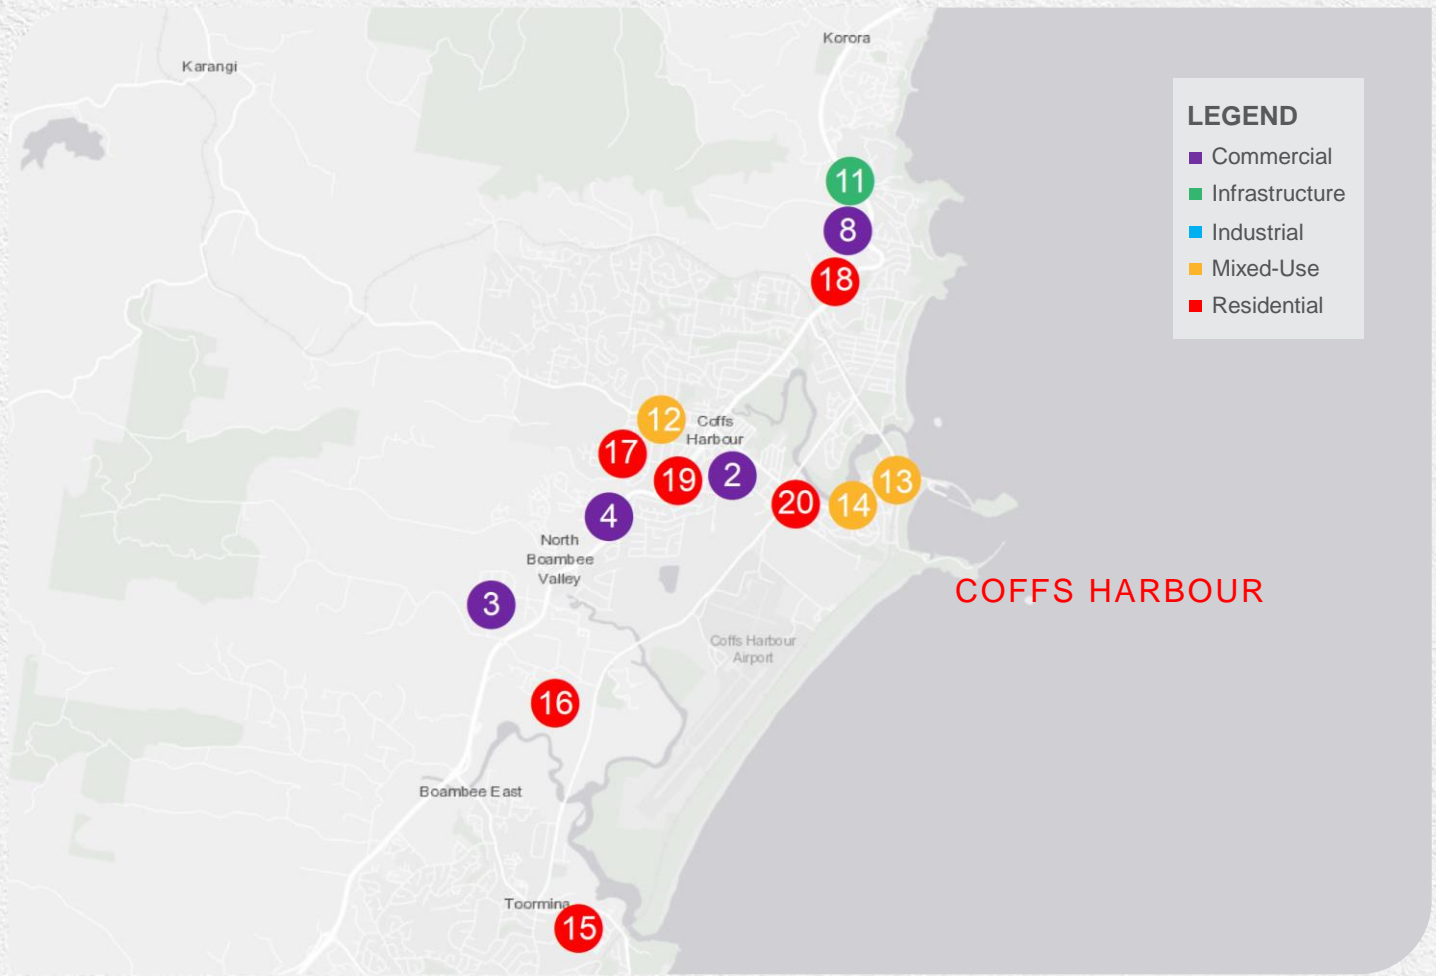 Korora
Karangi
LEGEND
Commercial
Infrastructure
Industrial
Mixed-Use
Residential
11
8
18
12
Coffs
Harbour
17
19
2
13
20
14
4
North
Boambee
Valley
3
COFFS HARBOUR
Coffs Harbour
Airport
16
Boambee East
Toormina
15